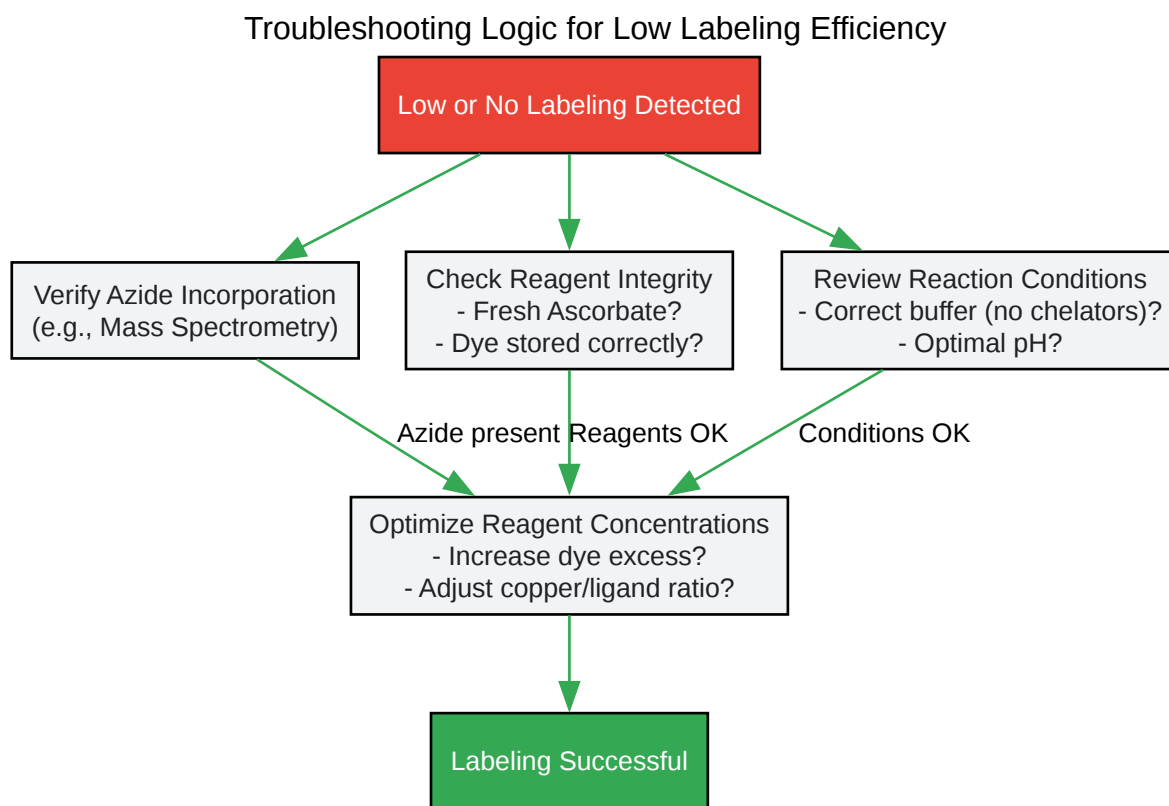 Troubleshooting Logic for Low Labeling Efficiency
Low or No Labeling Detected
Verify Azide Incorporation
(e.g., Mass Spectrometry)
Check Reagent Integrity
- Fresh Ascorbate?
- Dye stored correctly?
Review Reaction Conditions
- Correct buffer (no chelators)?
- Optimal pH?
Azide present
Reagents OK
Conditions OK
Optimize Reagent Concentrations
- Increase dye excess?
- Adjust copper/ligand ratio?
Labeling Successful